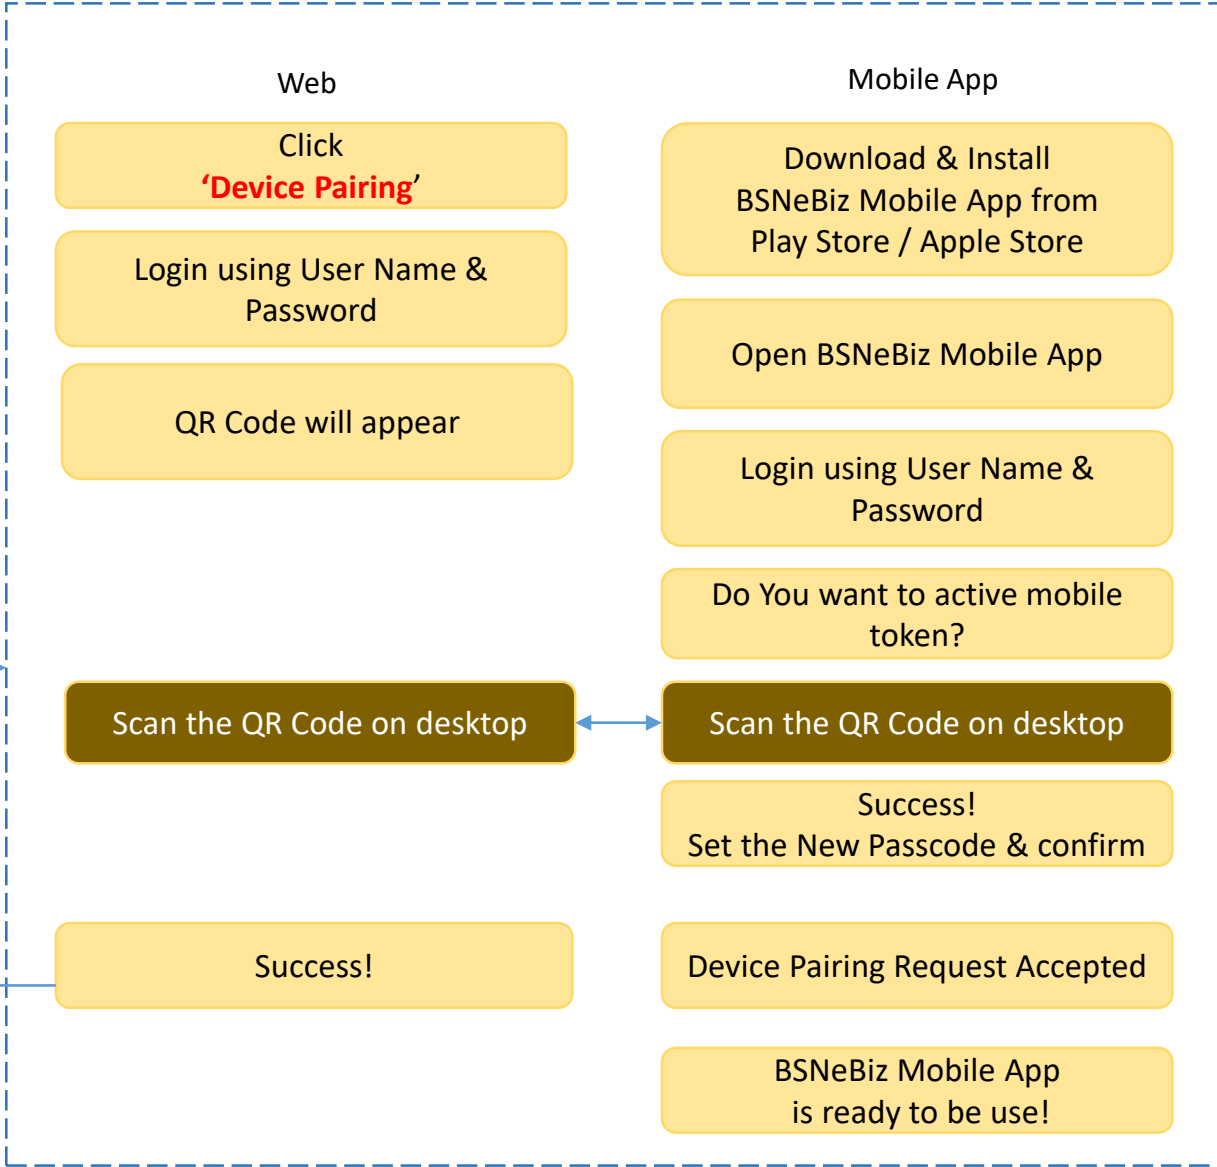 Web
Click
‘Device Pairing’
Login using User Name &
Password
QR Code will appear
Scan the QR Code on desktop
Success!
Mobile App
Download & Install
BSNeBiz Mobile App from
Play Store / Apple Store
Open BSNeBiz Mobile App
Login using User Name &
Password
Do You want to active mobile
token?
Scan the QR Code on desktop
Success!
Set the New Passcode & confirm
Device Pairing Request Accepted
BSNeBiz Mobile App
is ready to be use!